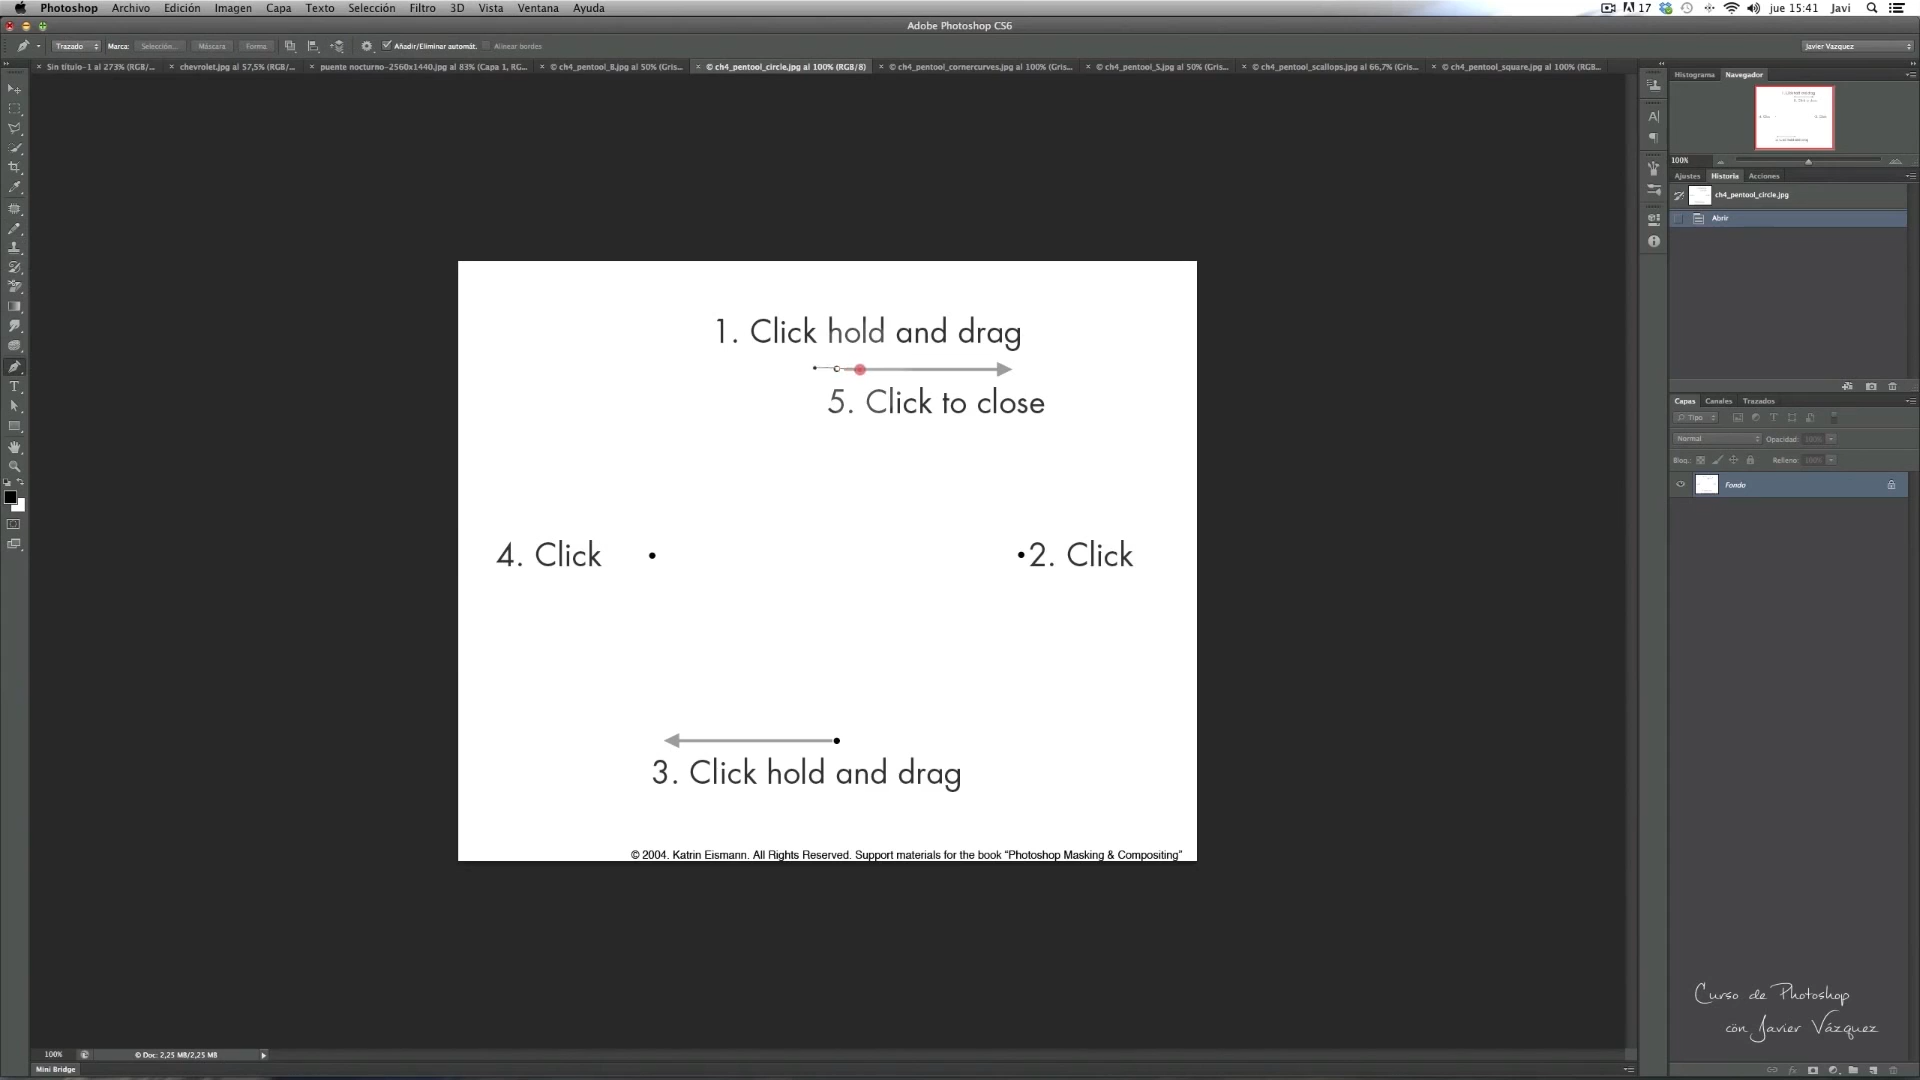 Photoshop Archivo Edición Imagen Capa Texto Selección Filtro 3D Vista Ventana Ayuda 17 jue 15:41 Javi
Adobe Photoshop CS6
Trazado Marca: Selección... Máscara Forma Añadir/Eliminar automát. Alinear bordes Javier Vazquez
Sin título-1 al 273% (RGB/... chevrolet.jpg al 57,5% (RGB/... puente nocturno-2560x1440.jpg al 83% (Capa 1, RG... © ch4_pentool_B.jpg al 50% (Gris... © ch4_pentool_circle.jpg al 100% (RGB/8) © ch4_pentool_cornercurves.jpg al 100% (Gris... © ch4_pentool_S.jpg al 50% (Gris... © ch4_pentool_scallops.jpg al 66,7% (Gris... © ch4_pentool_square.jpg al 100% (RGB...
Histograma Navegador
100%
Ajustes Historia Acciones
ch4_pentool_circle.jpg
Abrir
Capas Canales Trazados
Tipo
Normal Opacidad: 100%
Bloq.: Relleno: 100%
Fondo
1. Click hold and drag
5. Click to close
4. Click
2. Click
3. Click hold and drag
© 2004. Katrin Eismann. All Rights Reserved. Support materials for the book “Photoshop Masking & Compositing”
Curso de Photoshop
con Javier Vázquez
100% © Doc: 2,25 MB/2,25 MB
Mini Bridge